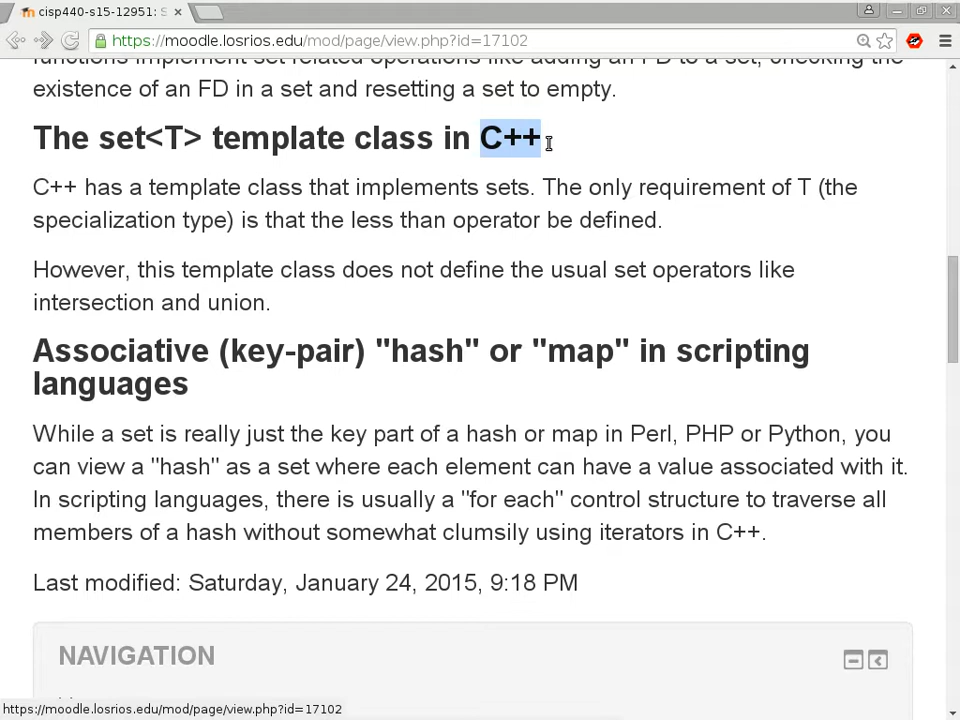 cisp440-s15-12951: S
https://moodle.losrios.edu/mod/page/view.php?id=17102
functions implement set related operations like adding an FD to a set, checking the
existence of an FD in a set and resetting a set to empty.
The set<T> template class in C++
C++ has a template class that implements sets. The only requirement of T (the
specialization type) is that the less than operator be defined.
However, this template class does not define the usual set operators like
intersection and union.
Associative (key-pair) "hash" or "map" in scripting
languages
While a set is really just the key part of a hash or map in Perl, PHP or Python, you
can view a "hash" as a set where each element can have a value associated with it.
In scripting languages, there is usually a "for each" control structure to traverse all
members of a hash without somewhat clumsily using iterators in C++.
Last modified: Saturday, January 24, 2015, 9:18 PM
NAVIGATION
https://moodle.losrios.edu/mod/page/view.php?id=17102